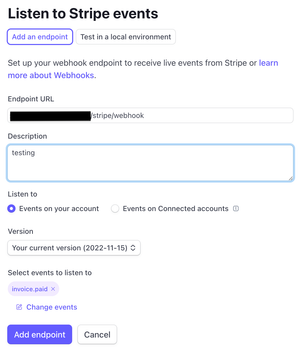 Listen to Stripe events
Add an endpoint
Test in a local environment
Set up your webhook endpoint to receive live events from Stripe or learn
more about Webhooks.
Endpoint URL
/stripe/webhook
Description
testing
Listen to
Events on your account
Events on Connected accounts
Version
Your current version (2022-11-15)
Select events to listen to
invoice.paid ×
Change events
Add endpoint
Cancel